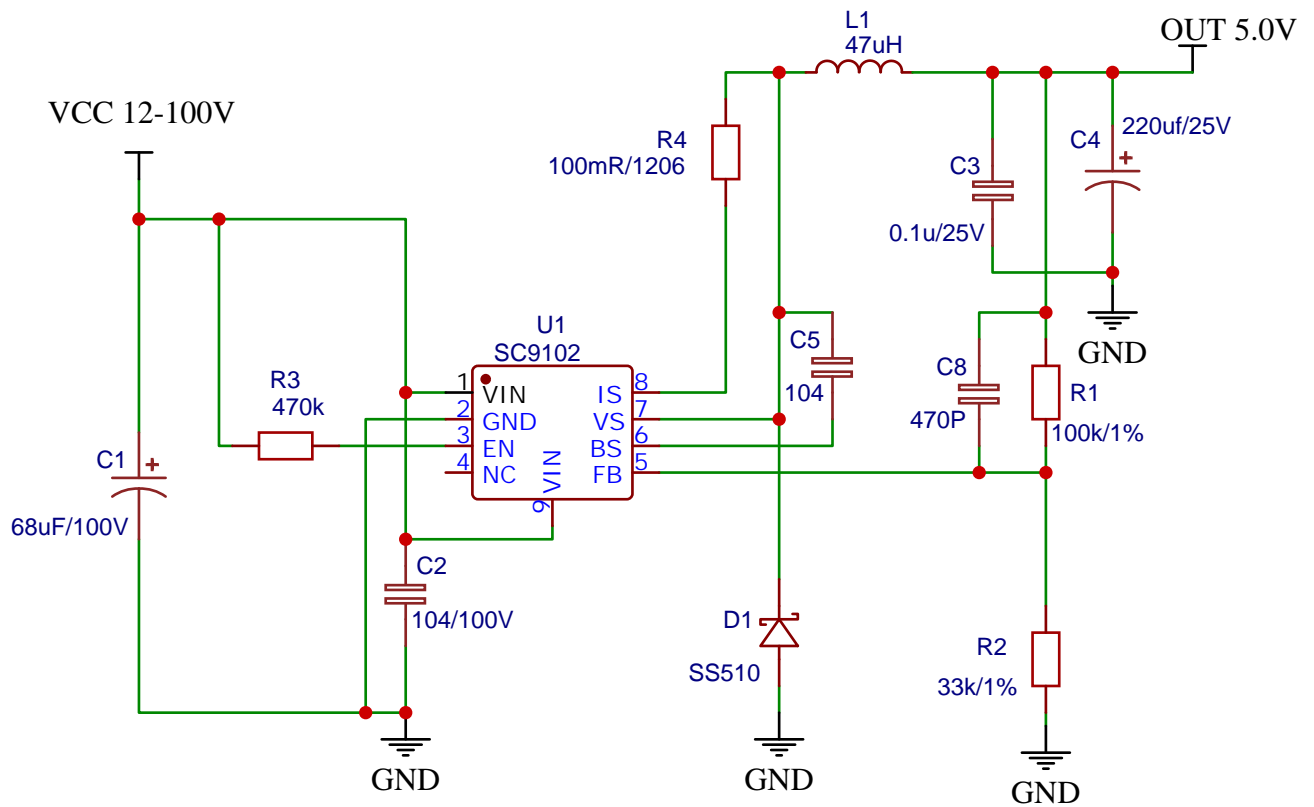 L1
47uH
OUT 5.0V
VCC 12-100V
R4
100mR/1206
C3
0.1u/25V
C4
220uf/25V
+
GND
U1
SC9102
R3
470k
1 VIN
2 GND
3 EN
4 NC
9 VIN
IS 8
VS 7
BS 6
FB 5
C5
104
C8
470P
R1
100k/1%
C1
+
68uF/100V
C2
104/100V
D1
SS510
R2
33k/1%
GND
GND
GND